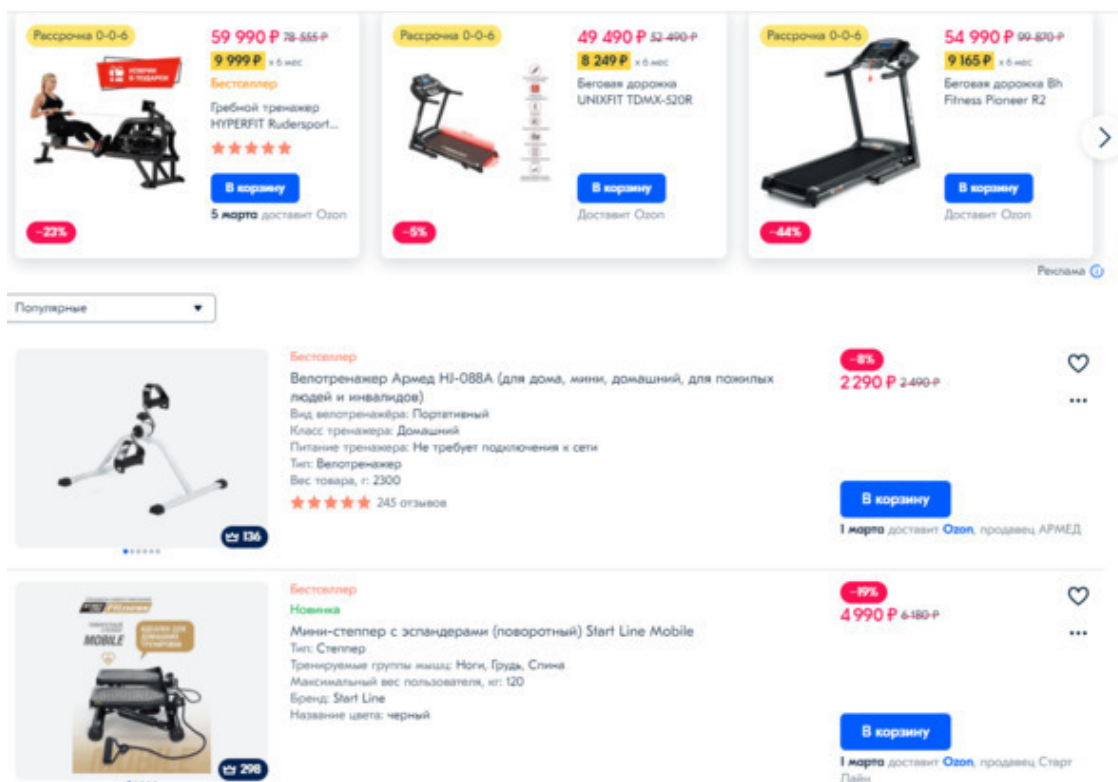 Рассрочка 0-0-6
НОВИНКИ В ПОДАРОК
59 990 ₽ 78 555 ₽
9 999 ₽ x 6 мес
Бестселлер
Гребной тренажер
HYPERFIT Rudersport...
В корзину
5 марта доставит Ozon
-23%
Рассрочка 0-0-6
49 490 ₽ 52 490 ₽
8 249 ₽ x 6 мес
Беговая дорожка
UNIXFIT TDMX-520R
В корзину
Доставит Ozon
-5%
Рассрочка 0-0-6
54 990 ₽ 99 870 ₽
9 165 ₽ x 6 мес
Беговая дорожка Bh
Fitness Pioneer R2
В корзину
Доставит Ozon
-44%
Реклама
Популярные
Бестселлер
Велотренажер Армед HJ-088A (для дома, мини, домашний, для пожилых
людей и инвалидов)
Вид велотренажёра: Портативный
Класс тренажера: Домашний
Питание тренажера: Не требует подключения к сети
Тип: Велотренажер
Вес товара, г: 2300
245 отзывов
136
-8%
2 290 ₽ 2 490 ₽
В корзину
1 марта доставит Ozon, продавец АРМЕД
Бестселлер
Новинка
Мини-степпер с эспандерами (поворотный) Start Line Mobile
Тип: Степпер
Тренируемые группы мышц: Ноги, Грудь, Спина
Максимальный вес пользователя, кг: 120
Бренд: Start Line
Название цвета: черный
fitness
MOBILE
ИДЕАЛЕН ДЛЯ
ДОМАШНИХ
ТРЕНИРОВОК
298
-19%
4 990 ₽ 6 180 ₽
В корзину
1 марта доставит Ozon, продавец Старт
Лайн